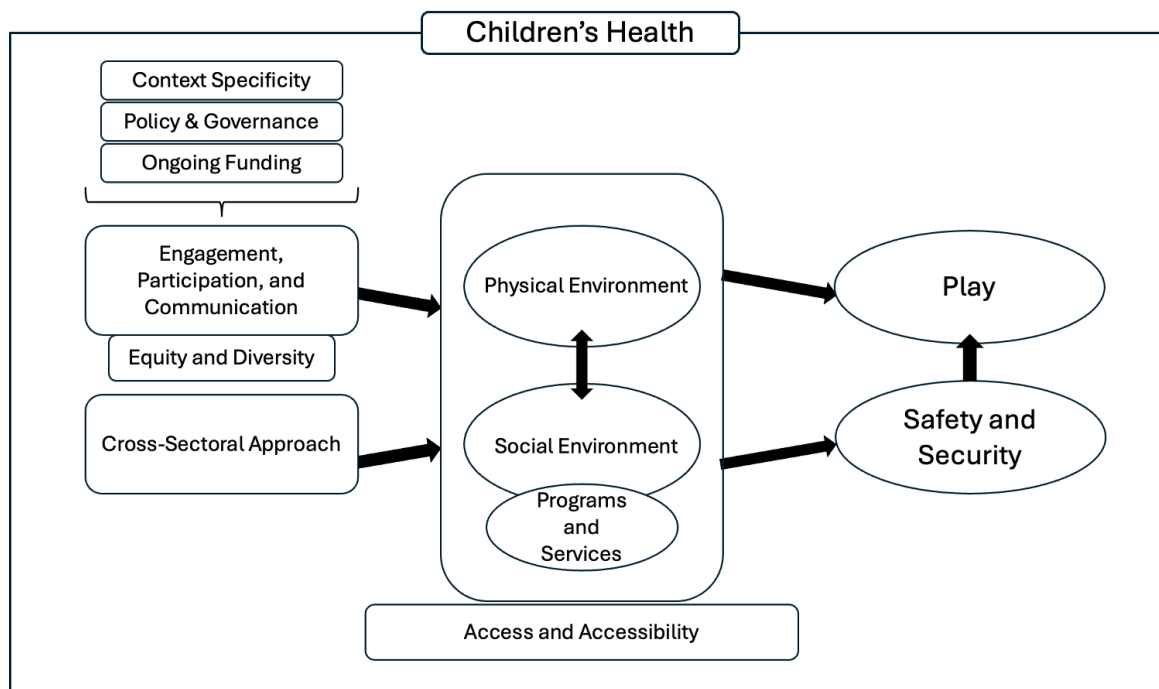 Children’s Health
Context Specificity
Policy & Governance
Ongoing Funding
Engagement,
Participation, and
Communication
Equity and Diversity
Cross-Sectoral Approach
Physical Environment
Social Environment
Programs
and
Services
Access and Accessibility
Play
Safety and
Security